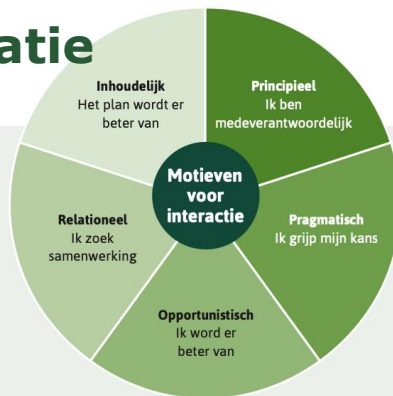 atie
Inhoudelijk
Het plan wordt er
beter van
Principieel
Ik ben
medeverantwoordelijk
Motieven
voor
interactie
Relationeel
Ik zoek
samenwerking
Pragmatisch
Ik grijp mijn kans
Opportunistisch
Ik word er
beter van